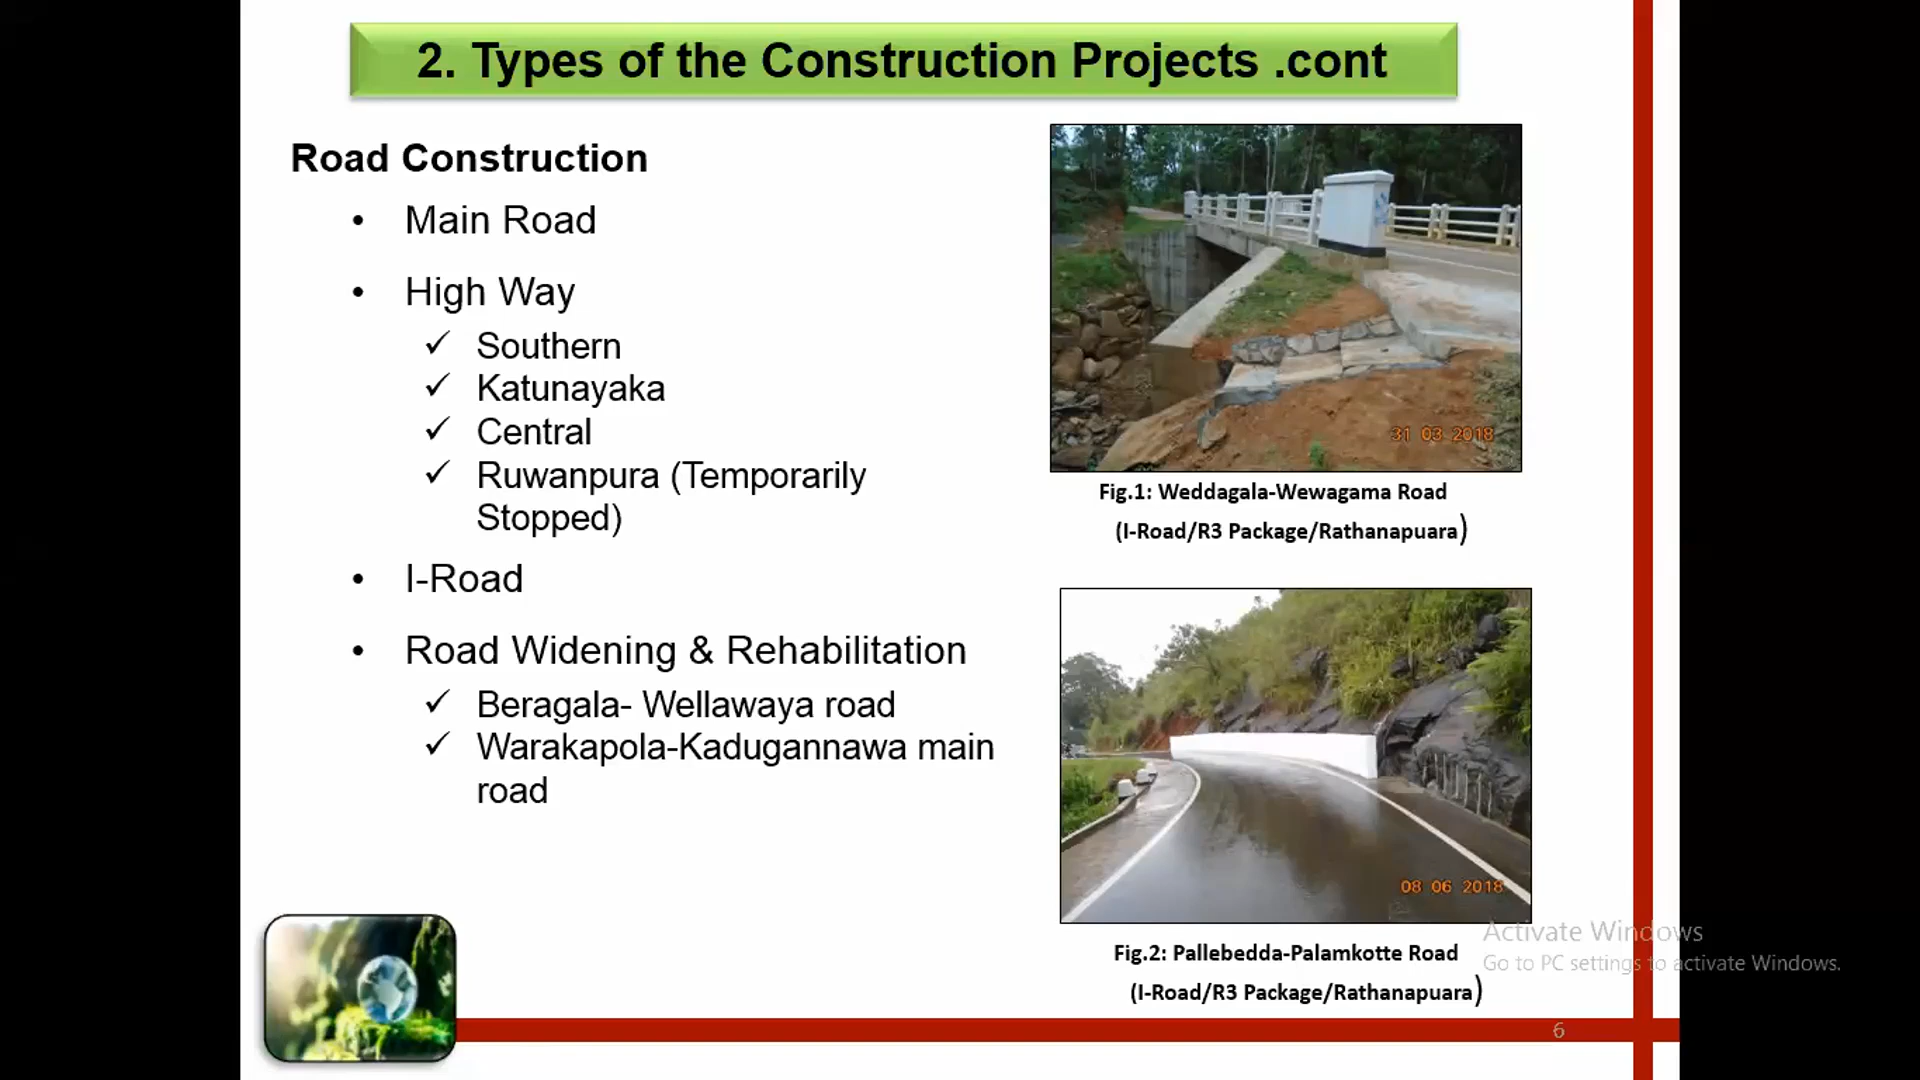 2. Types of the Construction Projects .cont
Road Construction
• Main Road
• High Way
✓ Southern
✓ Katunayaka
✓ Central
✓ Ruwanpura (Temporarily
Stopped)
• I-Road
• Road Widening & Rehabilitation
✓ Beragala- Wellawaya road
✓ Warakapola-Kadugannawa main
road
31 03 2018
Fig.1: Weddagala-Wewagama Road
(I-Road/R3 Package/Rathanapuara)
08 06 2018
Fig.2: Pallebedda-Palamkotte Road
(I-Road/R3 Package/Rathanapuara)
Activate Windows
Go to PC settings to activate Windows.
6